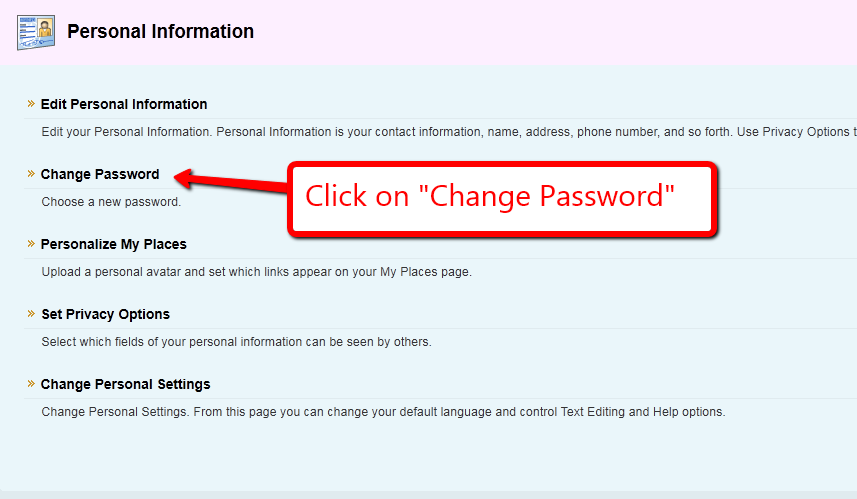 Personal Information
Edit Personal Information
Edit your Personal Information. Personal Information is your contact information, name, address, phone number, and so forth. Use Privacy Options t
Change Password
Click on "Change Password"
Choose a new password.
Personalize My Places
Upload a personal avatar and set which links appear on your My Places page.
Set Privacy Options
Select which fields of your personal information can be seen by others.
Change Personal Settings
Change Personal Settings. From this page you can change your default language and control Text Editing and Help options.